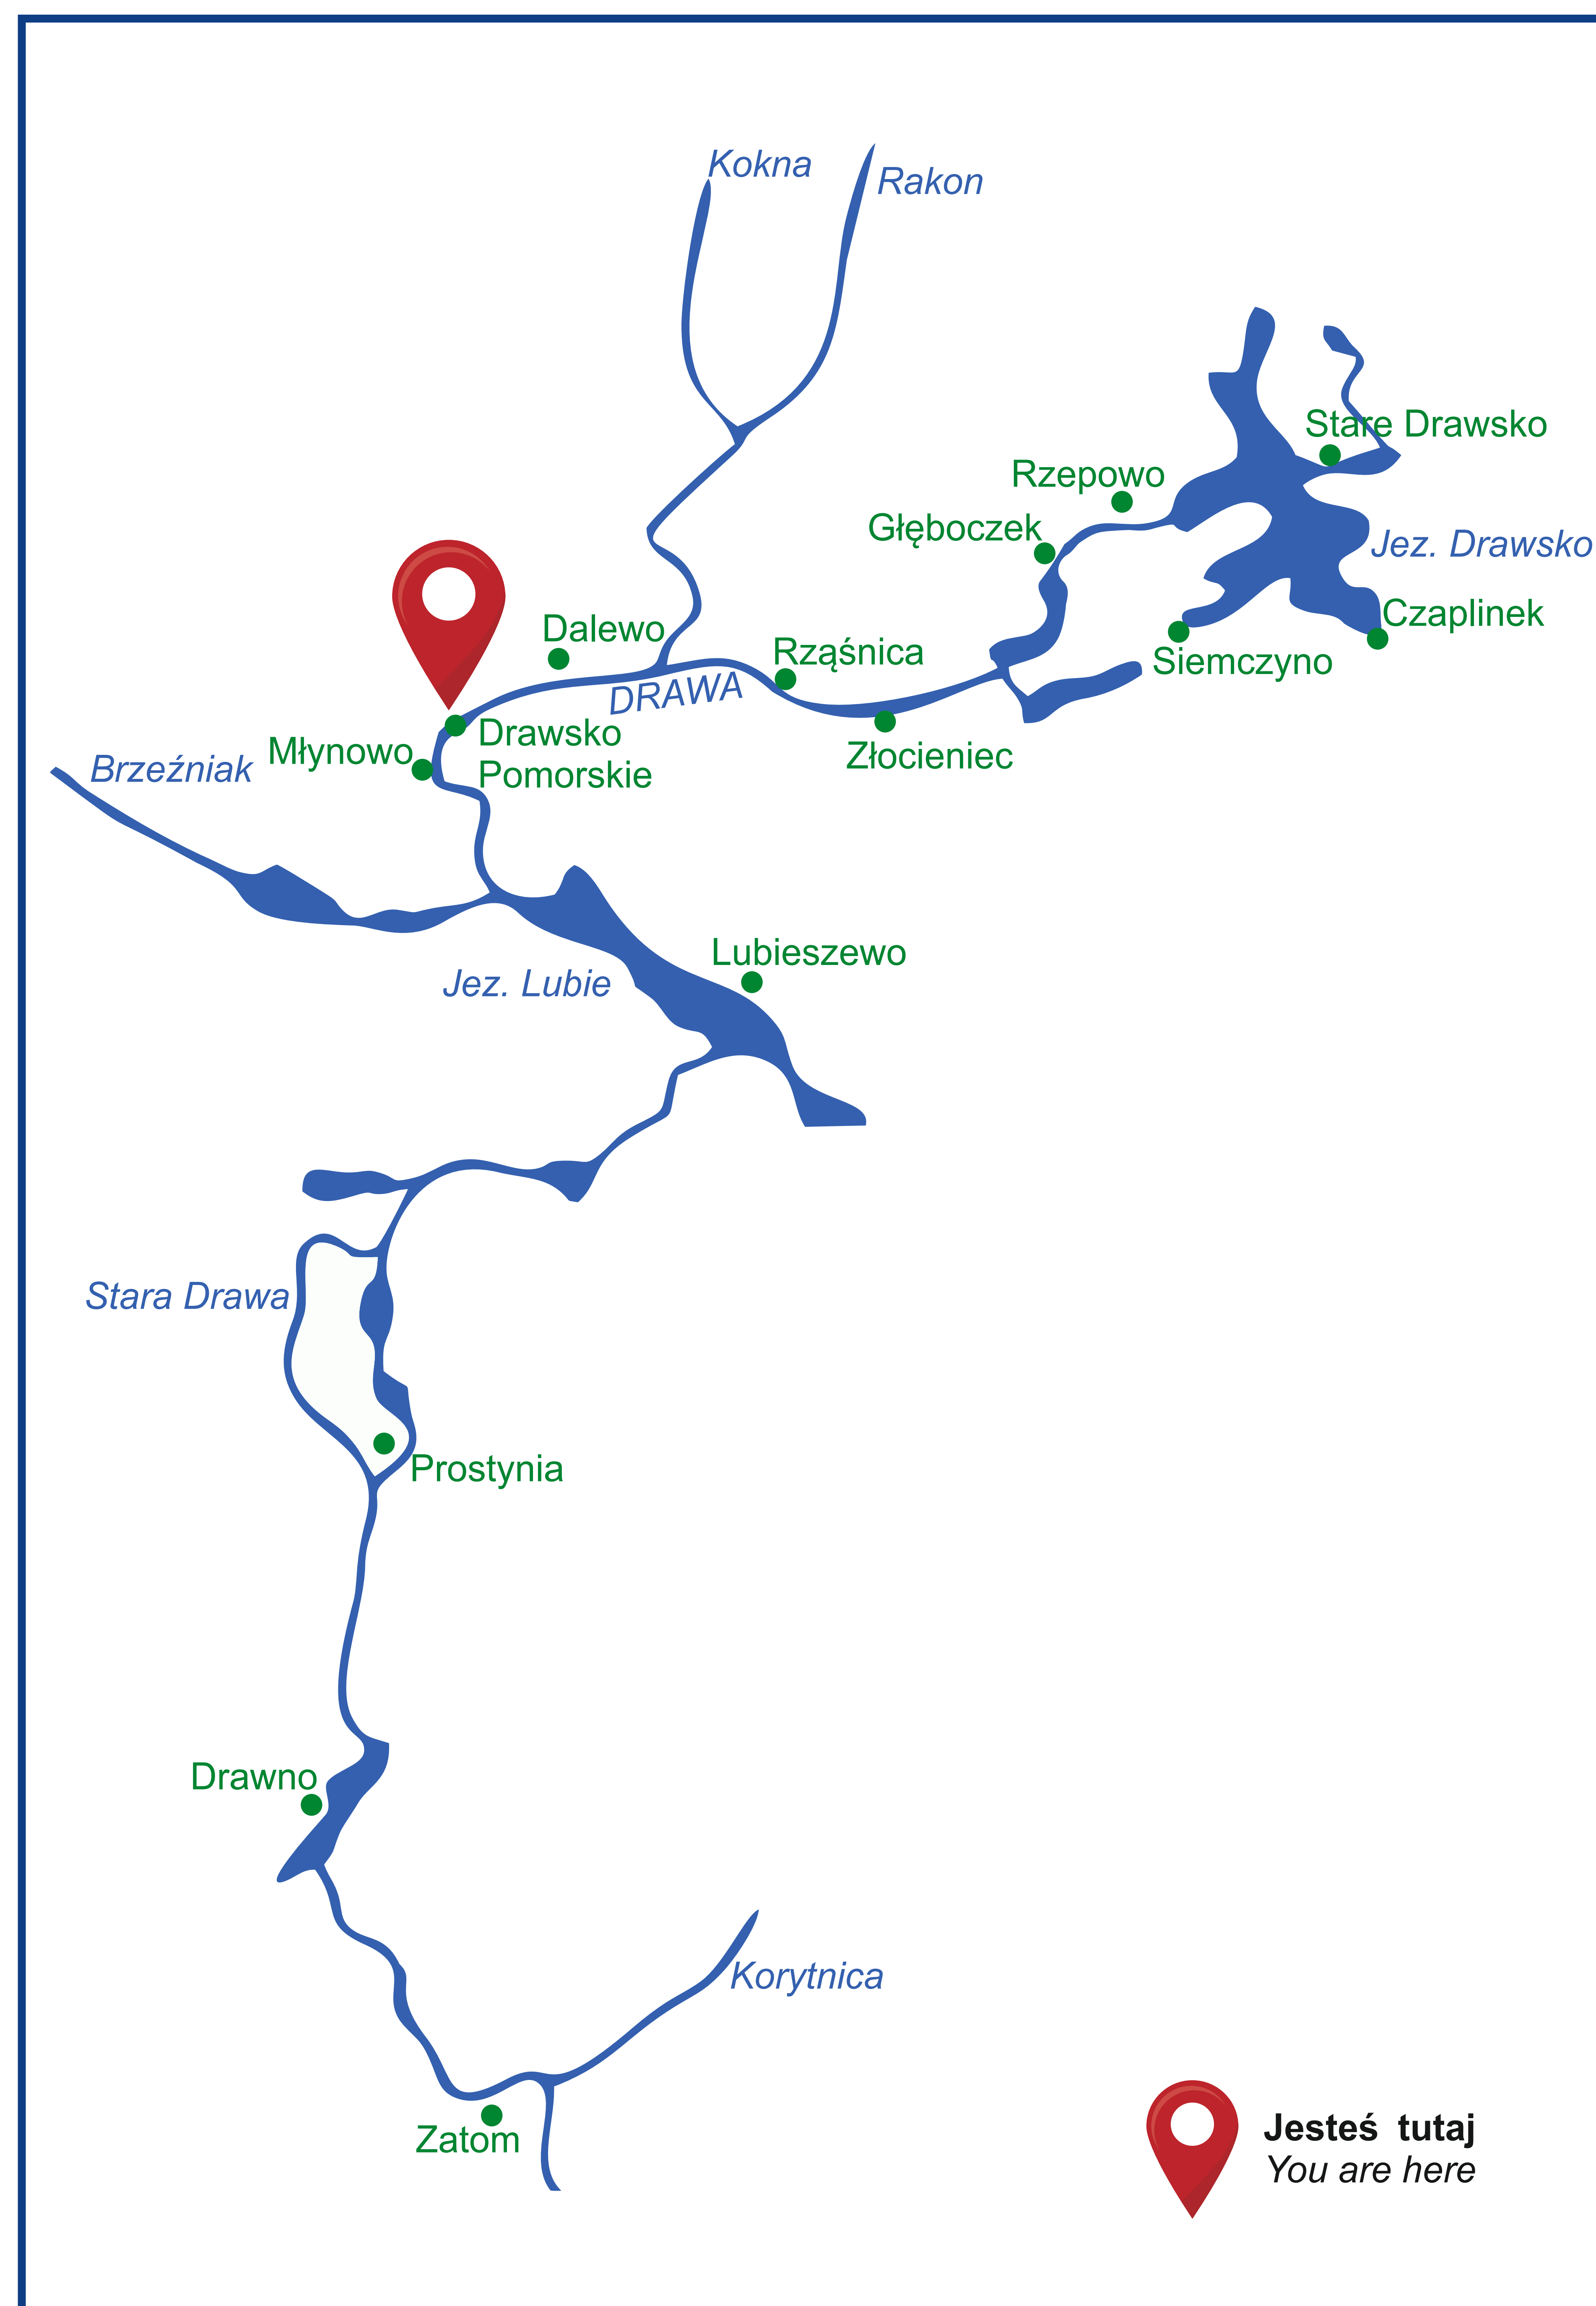 Kokna
Rakon
Stare Drawsko
Rzepowo
Głęboczek
Jez. Drawsko
Czaplinek
Dalewo
Rząśnica
Siemczyno
DRAWA
Drawsko
Pomorskie
Młynowo
Złocieniec
Brzeźniak
Lubieszewo
Jez. Lubie
Stara Drawa
Prostynia
Drawno
Korytnica
Zatom
Jesteś tutaj
You are here